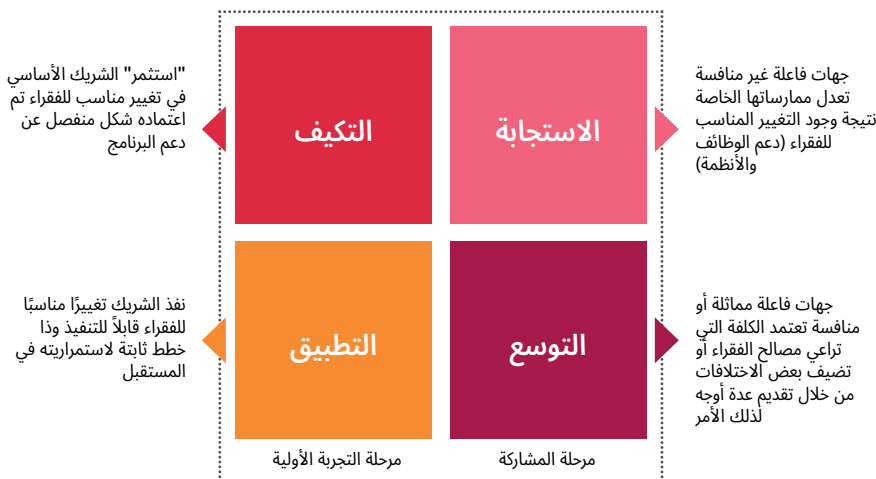 جهات فاعلة غير منافسة
تعدل ممارساتها الخاصة
نتيجة وجود التغيير المناسب
للفقراء (دعم الوظائف
والأنظمة)
الاستجابة
التكيف
"استثمر" الشريك الأساسي
في تغيير مناسب للفقراء تم
اعتماده شكل منفصل عن
دعم البرنامج
جهات فاعلة مماثلة أو
منافسة تعتمد الكلفة التي
تراعي مصالح الفقراء أو
تضيف بعض الاختلافات
من خلال تقديم عدة أوجه
لذلك الأمر
التوسع
التطبيق
نفذ الشريك تغييرًا مناسبًا
للفقراء قابلاً للتنفيذ وذا
خطط ثابتة لاستمراريته في
المستقبل
مرحلة المشاركة
مرحلة التجربة الأولية